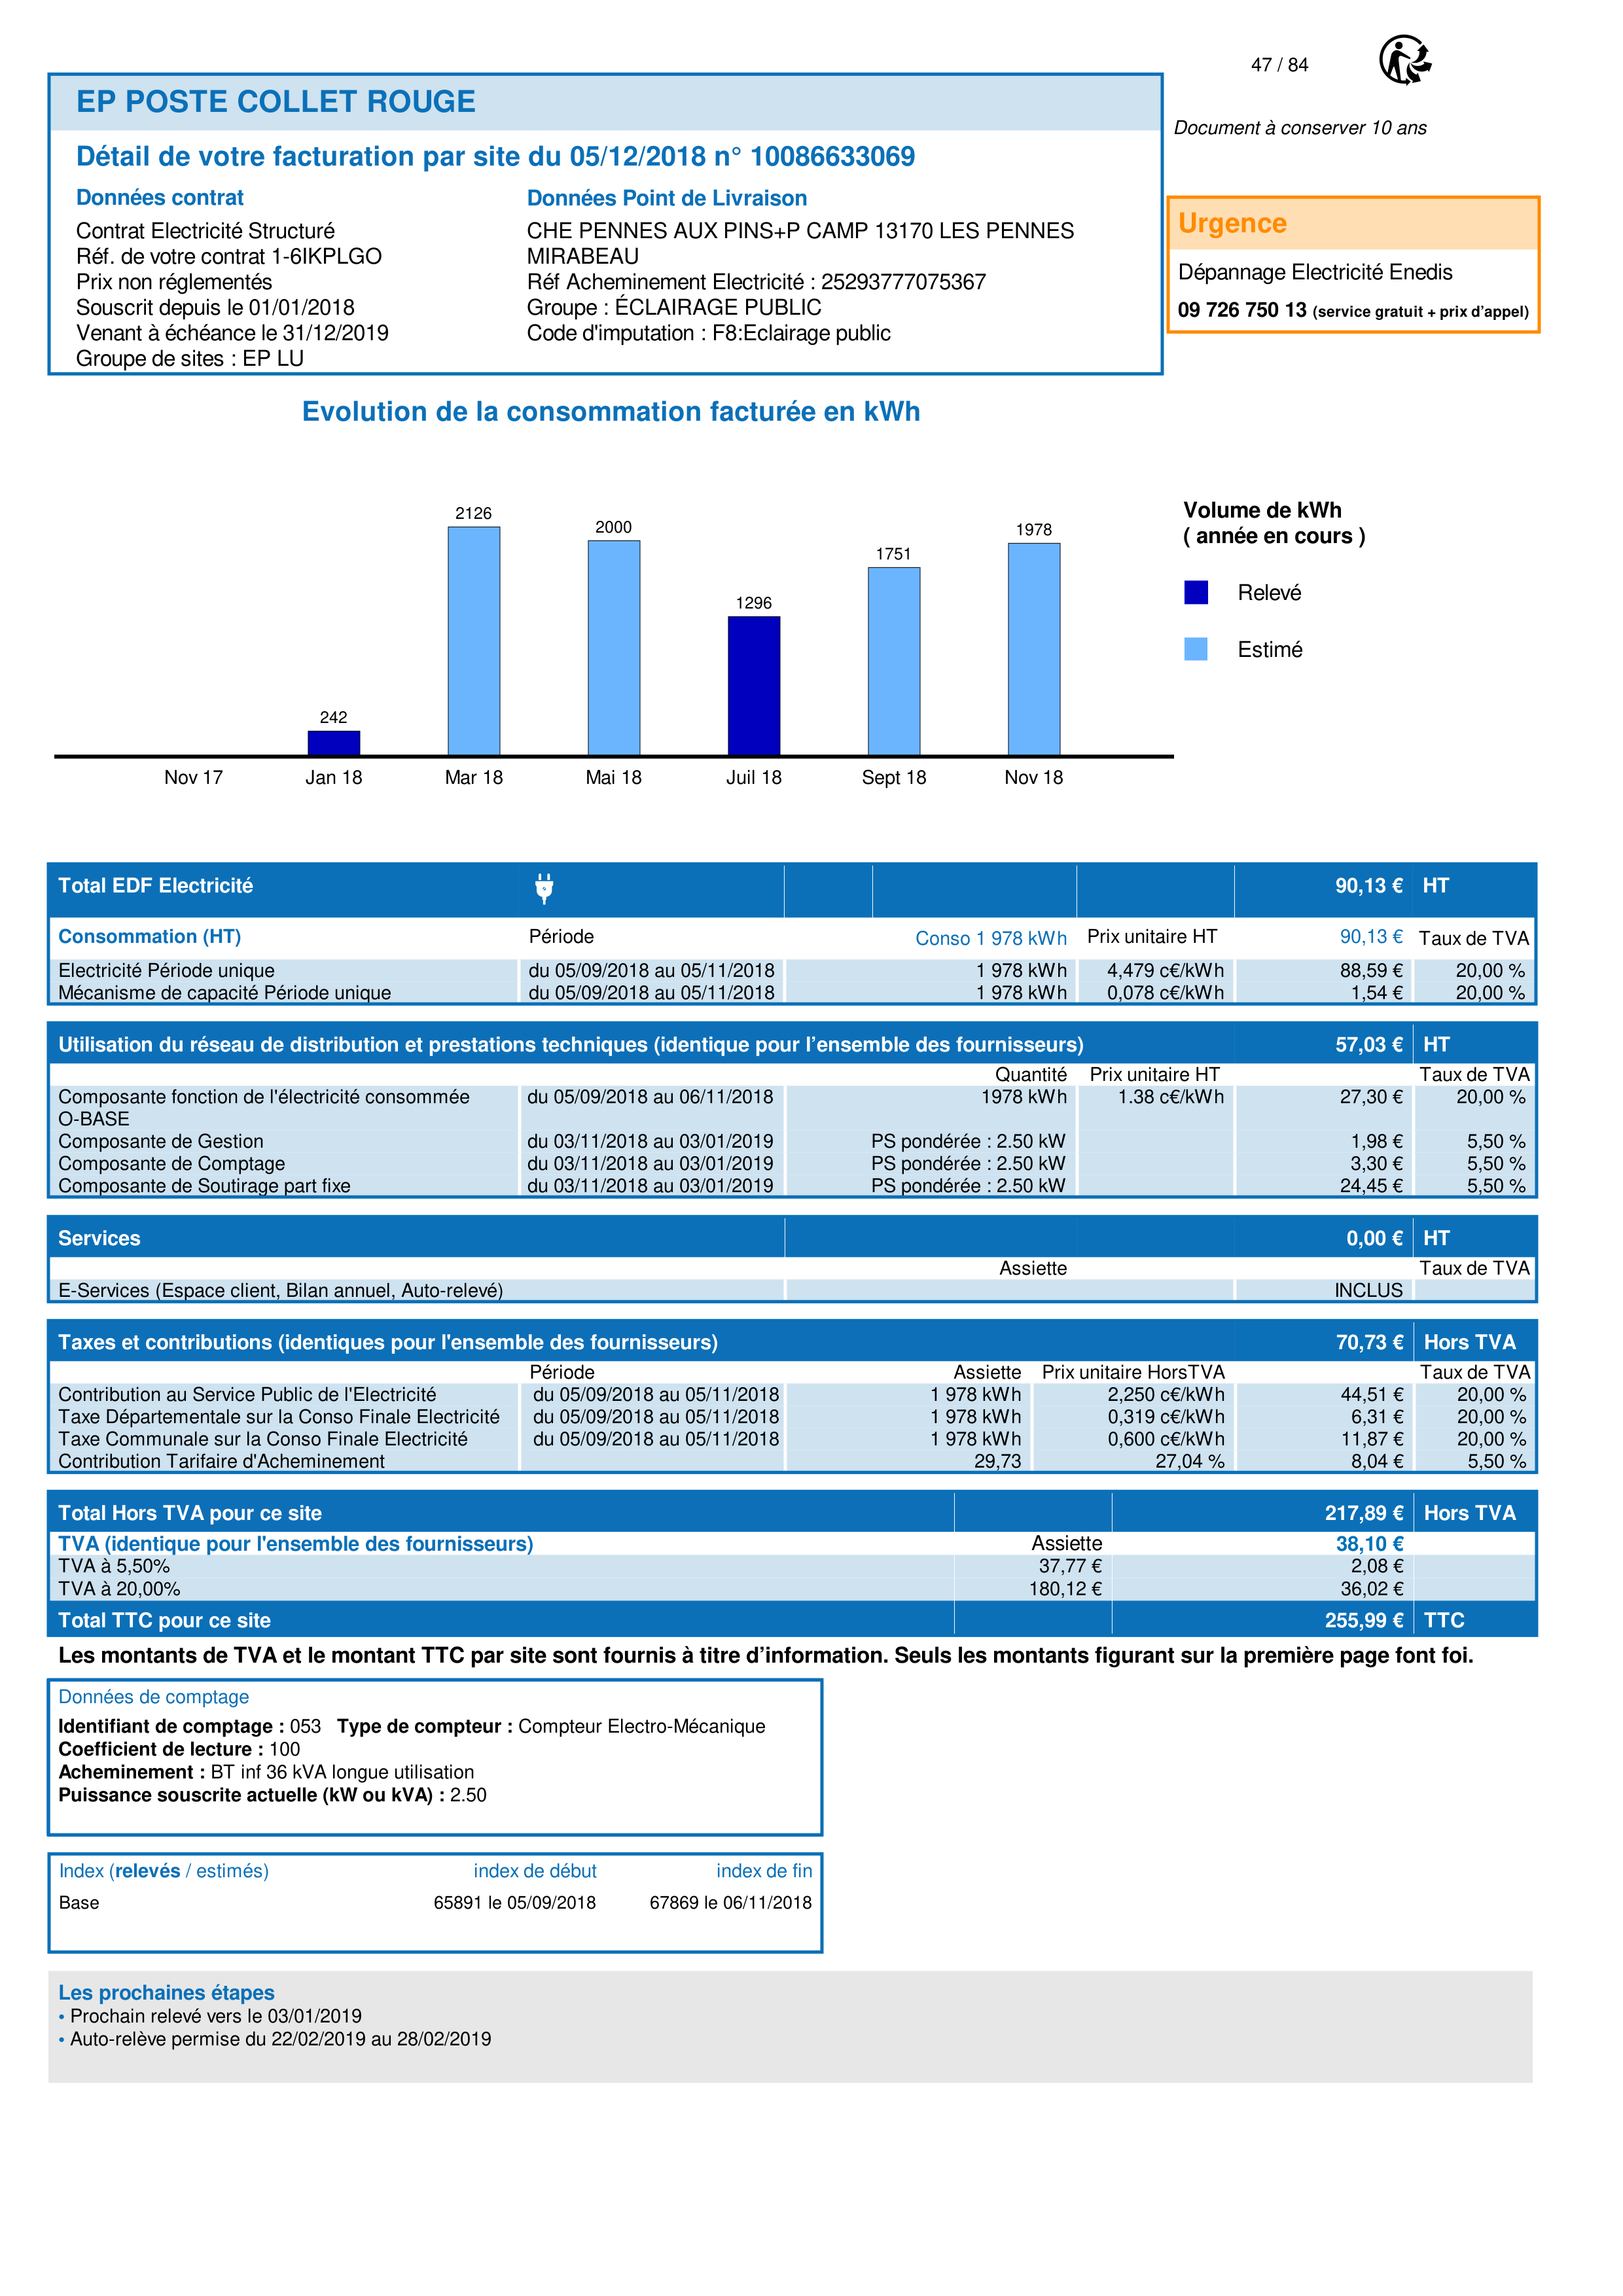 47 / 84
EP POSTE COLLET ROUGE
Document à conserver 10 ans
Détail de votre facturation par site du 05/12/2018 n° 10086633069
Données contrat
Contrat Electricité Structuré
Réf. de votre contrat 1-6IKPLGO
Prix non réglementés
Souscrit depuis le 01/01/2018
Venant à échéance le 31/12/2019
Groupe de sites : EP LU
Données Point de Livraison
CHE PENNES AUX PINS+P CAMP 13170 LES PENNES
MIRABEAU
Réf Acheminement Electricité : 25293777075367
Groupe : ÉCLAIRAGE PUBLIC
Code d'imputation : F8:Eclairage public
Urgence
Dépannage Electricité Enedis
09 726 750 13 (service gratuit + prix d’appel)
Evolution de la consommation facturée en kWh
242 2126 2000 1296 1751 1978
Nov 17 Jan 18 Mar 18 Mai 18 Juil 18 Sept 18 Nov 18
Volume de kWh
( année en cours )
Relevé
Estimé
Total EDF Electricité 90,13 € HT
Consommation (HT) Période Conso 1 978 kWh Prix unitaire HT 90,13 € Taux de TVA
Electricité Période unique du 05/09/2018 au 05/11/2018 1 978 kWh 4,479 c€/kWh 88,59 € 20,00 %
Mécanisme de capacité Période unique du 05/09/2018 au 05/11/2018 1 978 kWh 0,078 c€/kWh 1,54 € 20,00 %
Utilisation du réseau de distribution et prestations techniques (identique pour l’ensemble des fournisseurs) 57,03 € HT
Quantité Prix unitaire HT Taux de TVA
Composante fonction de l'électricité consommée du 05/09/2018 au 06/11/2018 1978 kWh 1.38 c€/kWh 27,30 € 20,00 %
O-BASE
Composante de Gestion du 03/11/2018 au 03/01/2019 PS pondérée : 2.50 kW 1,98 € 5,50 %
Composante de Comptage du 03/11/2018 au 03/01/2019 PS pondérée : 2.50 kW 3,30 € 5,50 %
Composante de Soutirage part fixe du 03/11/2018 au 03/01/2019 PS pondérée : 2.50 kW 24,45 € 5,50 %
Services 0,00 € HT
Assiette Taux de TVA
E-Services (Espace client, Bilan annuel, Auto-relevé) INCLUS
Taxes et contributions (identiques pour l'ensemble des fournisseurs) 70,73 € Hors TVA
Période Assiette Prix unitaire HorsTVA Taux de TVA
Contribution au Service Public de l'Electricité du 05/09/2018 au 05/11/2018 1 978 kWh 2,250 c€/kWh 44,51 € 20,00 %
Taxe Départementale sur la Conso Finale Electricité du 05/09/2018 au 05/11/2018 1 978 kWh 0,319 c€/kWh 6,31 € 20,00 %
Taxe Communale sur la Conso Finale Electricité du 05/09/2018 au 05/11/2018 1 978 kWh 0,600 c€/kWh 11,87 € 20,00 %
Contribution Tarifaire d'Acheminement 29,73 27,04 % 8,04 € 5,50 %
Total Hors TVA pour ce site 217,89 € Hors TVA
TVA (identique pour l'ensemble des fournisseurs) Assiette 38,10 €
TVA à 5,50% 37,77 € 2,08 €
TVA à 20,00% 180,12 € 36,02 €
Total TTC pour ce site 255,99 € TTC
Les montants de TVA et le montant TTC par site sont fournis à titre d’information. Seuls les montants figurant sur la première page font foi.
Données de comptage
Identifiant de comptage : 053 Type de compteur : Compteur Electro-Mécanique
Coefficient de lecture : 100
Acheminement : BT inf 36 kVA longue utilisation
Puissance souscrite actuelle (kW ou kVA) : 2.50
Index (relevés / estimés) index de début index de fin
Base 65891 le 05/09/2018 67869 le 06/11/2018
Les prochaines étapes
• Prochain relevé vers le 03/01/2019
• Auto-relève permise du 22/02/2019 au 28/02/2019